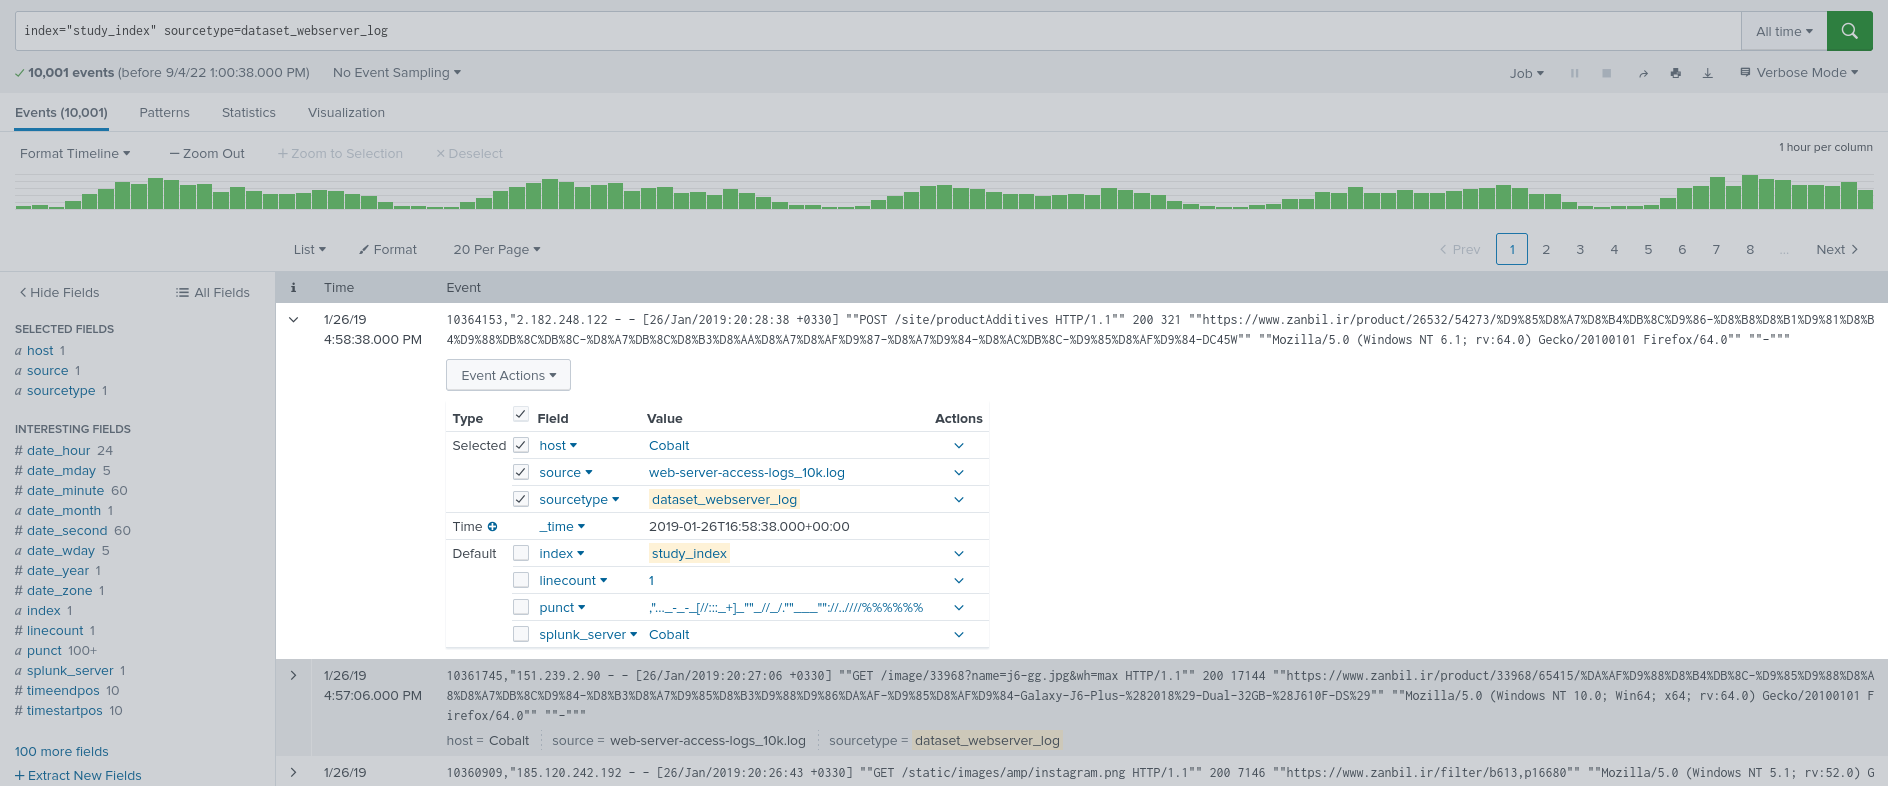 index="study_index" sourcetype=dataset_webserver_log
All time
10,001 events (before 9/4/22 1:00:38.000 PM)
No Event Sampling
Job
Verbose Mode
Events (10,001)
Patterns
Statistics
Visualization
Format Timeline
Zoom Out
+ Zoom to Selection
× Deselect
1 hour per column
List
Format
20 Per Page
< Prev
1 2 3 4 5 6 7 8 ...
Next >
< Hide Fields
All Fields
SELECTED FIELDS
a host 1
a source 1
a sourcetype 1
INTERESTING FIELDS
# date_hour 24
# date_mday 5
# date_minute 60
a date_month 1
# date_second 60
a date_wday 5
# date_year 1
# date_zone 1
a index 1
# linecount 1
a punct 100+
a splunk_server 1
# timeendpos 10
# timestartpos 10
100 more fields
+ Extract New Fields
i Time Event
1/26/19
4:58:38.000 PM
10364153,"2.182.248.122 - - [26/Jan/2019:20:28:38 +0330] ""POST /site/productAdditives HTTP/1.1"" 200 321 ""https://www.zanbil.ir/product/26532/54273/%D9%85%D8%A7%D8%B4%DB%8C%D9%86-%D8%B8%D8%B1%D9%81%D8%B
4%D9%88%DB%8C%DB%8C-%D8%A7%DB%8C%D8%B3%D8%AA%D8%A7%D8%AF%D9%87-%D8%A7%D9%84-%D8%AC%DB%8C-%D9%85%D8%AF%D9%84-DC45W"" ""Mozilla/5.0 (Windows NT 6.1; rv:64.0) Gecko/20100101 Firefox/64.0"" ""-"""
Event Actions
Type Field Value Actions
Selected host Cobalt
source web-server-access-logs_10k.log
sourcetype dataset_webserver_log
Time _time 2019-01-26T16:58:38.000+00:00
Default index study_index
linecount 1
punct ,"..._-_-_[//:::_+]_""_//_/.""____""://..////%%%%%%
splunk_server Cobalt
1/26/19
4:57:06.000 PM
10361745,"151.239.2.90 - - [26/Jan/2019:20:27:06 +0330] ""GET /image/33968?name=j6-gg.jpg&wh=max HTTP/1.1"" 200 17144 ""https://www.zanbil.ir/product/33968/65415/%DA%AF%D9%88%D8%B4%DB%8C-%D9%85%D9%88%D8%A
8%D8%A7%DB%8C%D9%84-%D8%B3%D8%A7%D9%85%D8%B3%D9%88%D9%86%DA%AF-%D9%85%D8%AF%D9%84-Galaxy-J6-Plus-%282018%29-Dual-32GB-%28J610F-DS%29"" ""Mozilla/5.0 (Windows NT 10.0; Win64; x64; rv:64.0) Gecko/20100101 F
irefox/64.0"" ""-"""
host = Cobalt source = web-server-access-logs_10k.log sourcetype = dataset_webserver_log
1/26/19
10360909,"185.120.242.192 - - [26/Jan/2019:20:26:43 +0330] ""GET /static/images/amp/instagram.png HTTP/1.1"" 200 7146 ""https://www.zanbil.ir/filter/b613,p16680"" ""Mozilla/5.0 (Windows NT 5.1; rv:52.0) G